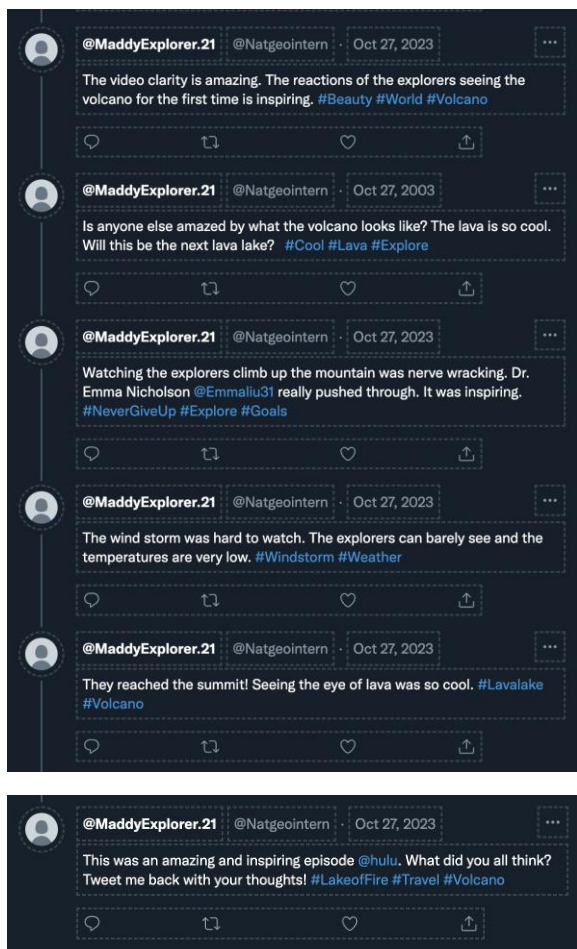 @MaddyExplorer.21 @Natgeointern · Oct 27, 2023
The video clarity is amazing. The reactions of the explorers seeing the
volcano for the first time is inspiring. #Beauty #World #Volcano
@MaddyExplorer.21 @Natgeointern · Oct 27, 2003
Is anyone else amazed by what the volcano looks like? The lava is so cool.
Will this be the next lava lake? #Cool #Lava #Explore
@MaddyExplorer.21 @Natgeointern · Oct 27, 2023
Watching the explorers climb up the mountain was nerve wracking. Dr.
Emma Nicholson @Emmaliu31 really pushed through. It was inspiring.
#NeverGiveUp #Explore #Goals
@MaddyExplorer.21 @Natgeointern · Oct 27, 2023
The wind storm was hard to watch. The explorers can barely see and the
temperatures are very low. #Windstorm #Weather
@MaddyExplorer.21 @Natgeointern · Oct 27, 2023
They reached the summit! Seeing the eye of lava was so cool. #Lavalake
#Volcano
@MaddyExplorer.21 @Natgeointern · Oct 27, 2023
This was an amazing and inspiring episode @hulu. What did you all think?
Tweet me back with your thoughts! #LakeofFire #Travel #Volcano